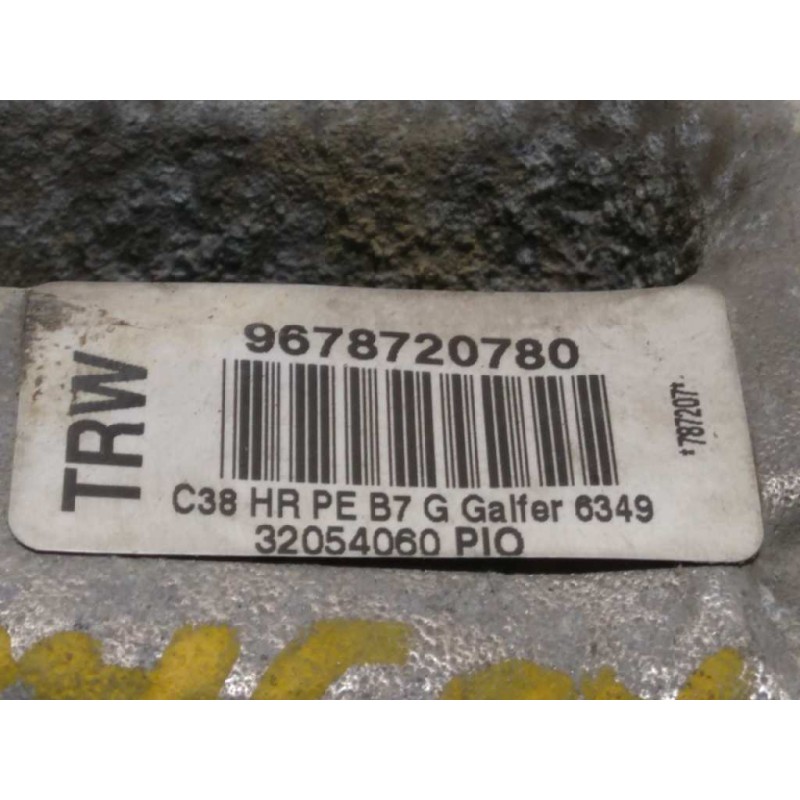 TRW
9678720780
C38 HR PE B7 G Galfer 6349
32054060 PIO
*787207*